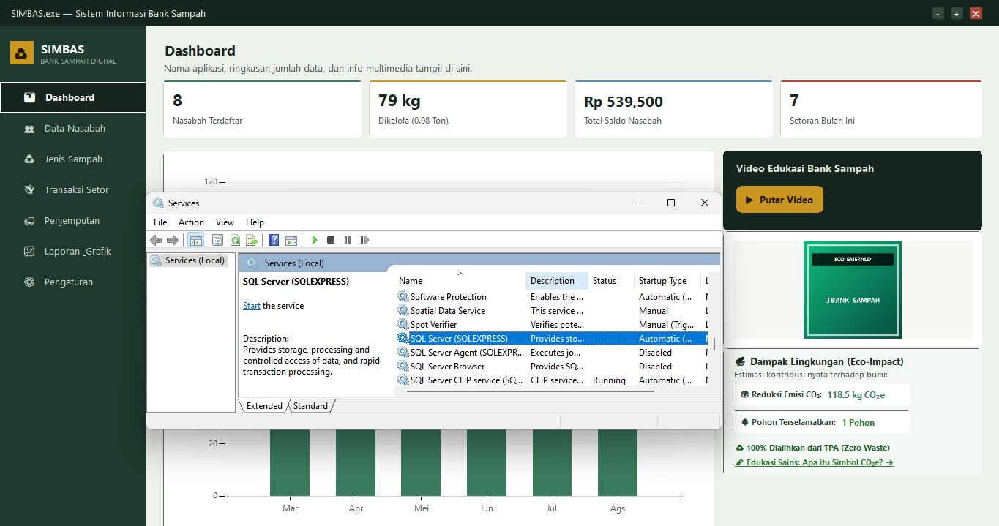 SIMBAS.exe — Sistem Informasi Bank Sampah
SIMBAS
BANK SAMPAH DIGITAL
Dashboard
Data Nasabah
Jenis Sampah
Transaksi Setor
Penjemputan
Laporan _Grafik
Pengaturan
Dashboard
Nama aplikasi, ringkasan jumlah data, dan info multimedia tampil di sini.
8
Nasabah Terdaftar
79 kg
Dikelola (0.08 Ton)
Rp 539,500
Total Saldo Nasabah
7
Setoran Bulan Ini
120
Services
File Action View Help
Services (Local)
Services (Local)
SQL Server (SQLEXPRESS)
Start the service
Description:
Provides storage, processing and
controlled access of data, and rapid
transaction processing.
Name Description Status Startup Type
Software Protection Enables the ... Automatic (...
Spatial Data Service This service ... Manual
Spot Verifier Verifies pote... Manual (Trig...
SQL Server (SQLEXPRESS) Provides sto... Automatic (...
SQL Server Agent (SQLEXPR... Executes jo... Disabled
SQL Server Browser Provides SQ... Disabled
SQL Server CEIP service (SQ... CEIP service... Running Automatic (...
Extended Standard
20
0
Mar Apr Mei Jun Jul Ags
Video Edukasi Bank Sampah
Putar Video
ECO EMERALD
BANK SAMPAH
Dampak Lingkungan (Eco-Impact)
Estimasi kontribusi nyata terhadap bumi:
Reduksi Emisi CO₂: 118.5 kg CO₂e
Pohon Terselamatkan: 1 Pohon
100% Dialihkan dari TPA (Zero Waste)
Edukasi Sains: Apa itu Simbol CO₂e? →